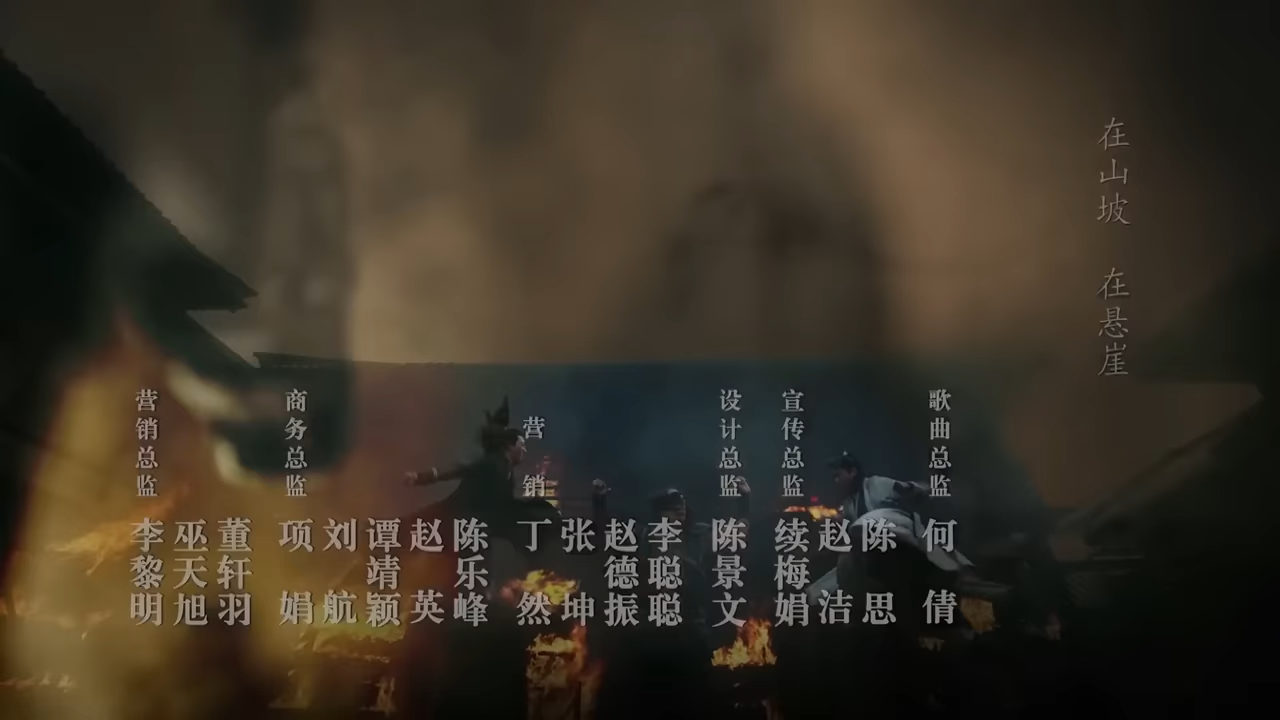 营销总监
李黎明
巫天旭
董轩羽
商务总监
项娟
刘航
谭靖颖
赵英
陈乐峰
营销
丁然
张坤
赵德振
李聪聪
设计总监
陈景文
宣传总监
续梅娟
赵洁
陈思
歌曲总监
何倩
在山坡 在悬崖